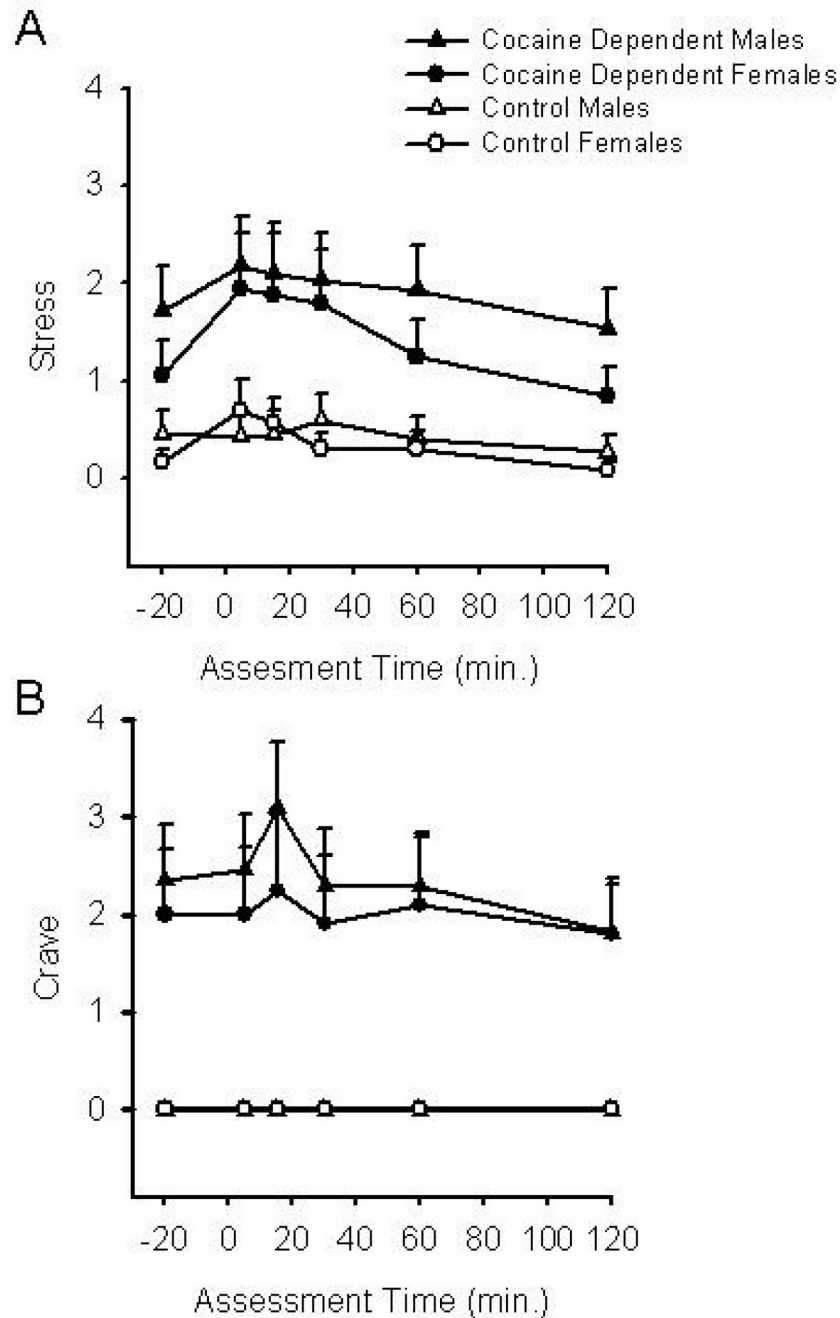 A
Cocaine Dependent Males
Cocaine Dependent Females
Control Males
Control Females
4
3
2
1
0
Stress
-20 0 20 40 60 80 100 120
Assesment Time (min.)
B
4
3
2
1
0
Crave
-20 0 20 40 60 80 100 120
Assessment Time (min.)